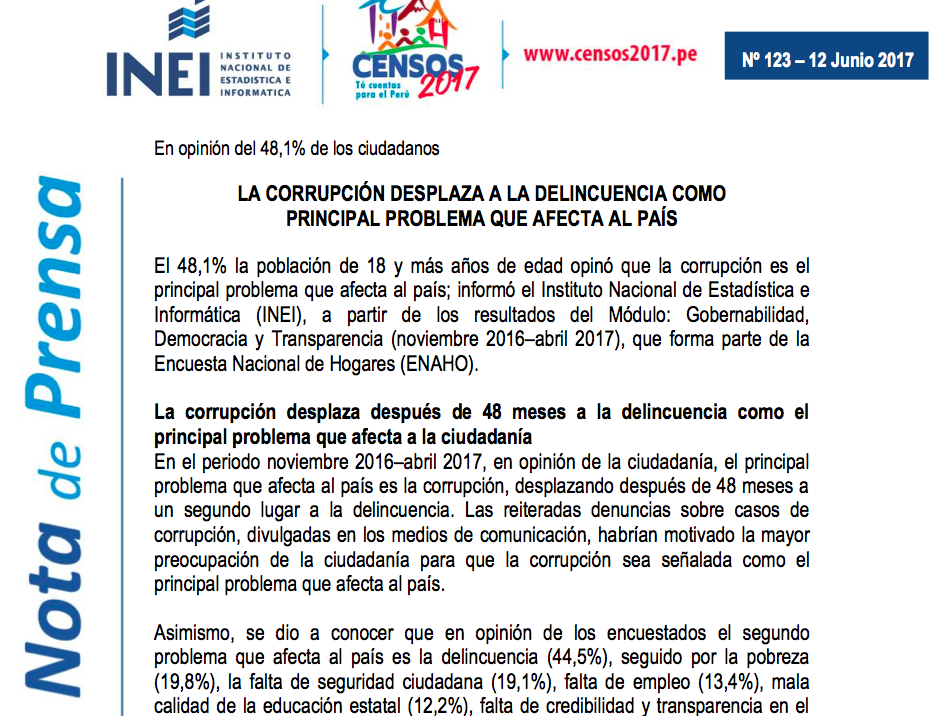 INEI
INSTITUTO
NACIONAL DE
ESTADISTICA E
INFORMATICA
CENSOS
2017
Tú cuentas
para el Perú
www.censos2017.pe
Nº 123 – 12 Junio 2017
Nota de Prensa
En opinión del 48,1% de los ciudadanos
LA CORRUPCIÓN DESPLAZA A LA DELINCUENCIA COMO
PRINCIPAL PROBLEMA QUE AFECTA AL PAÍS
El 48,1% la población de 18 y más años de edad opinó que la corrupción es el
principal problema que afecta al país; informó el Instituto Nacional de Estadística e
Informática (INEI), a partir de los resultados del Módulo: Gobernabilidad,
Democracia y Transparencia (noviembre 2016–abril 2017), que forma parte de la
Encuesta Nacional de Hogares (ENAHO).
La corrupción desplaza después de 48 meses a la delincuencia como el
principal problema que afecta a la ciudadanía
En el periodo noviembre 2016–abril 2017, en opinión de la ciudadanía, el principal
problema que afecta al país es la corrupción, desplazando después de 48 meses a
un segundo lugar a la delincuencia. Las reiteradas denuncias sobre casos de
corrupción, divulgadas en los medios de comunicación, habrían motivado la mayor
preocupación de la ciudadanía para que la corrupción sea señalada como el
principal problema que afecta al país.
Asimismo, se dio a conocer que en opinión de los encuestados el segundo
problema que afecta al país es la delincuencia (44,5%), seguido por la pobreza
(19,8%), la falta de seguridad ciudadana (19,1%), falta de empleo (13,4%), mala
calidad de la educación estatal (12,2%), falta de credibilidad y transparencia en el